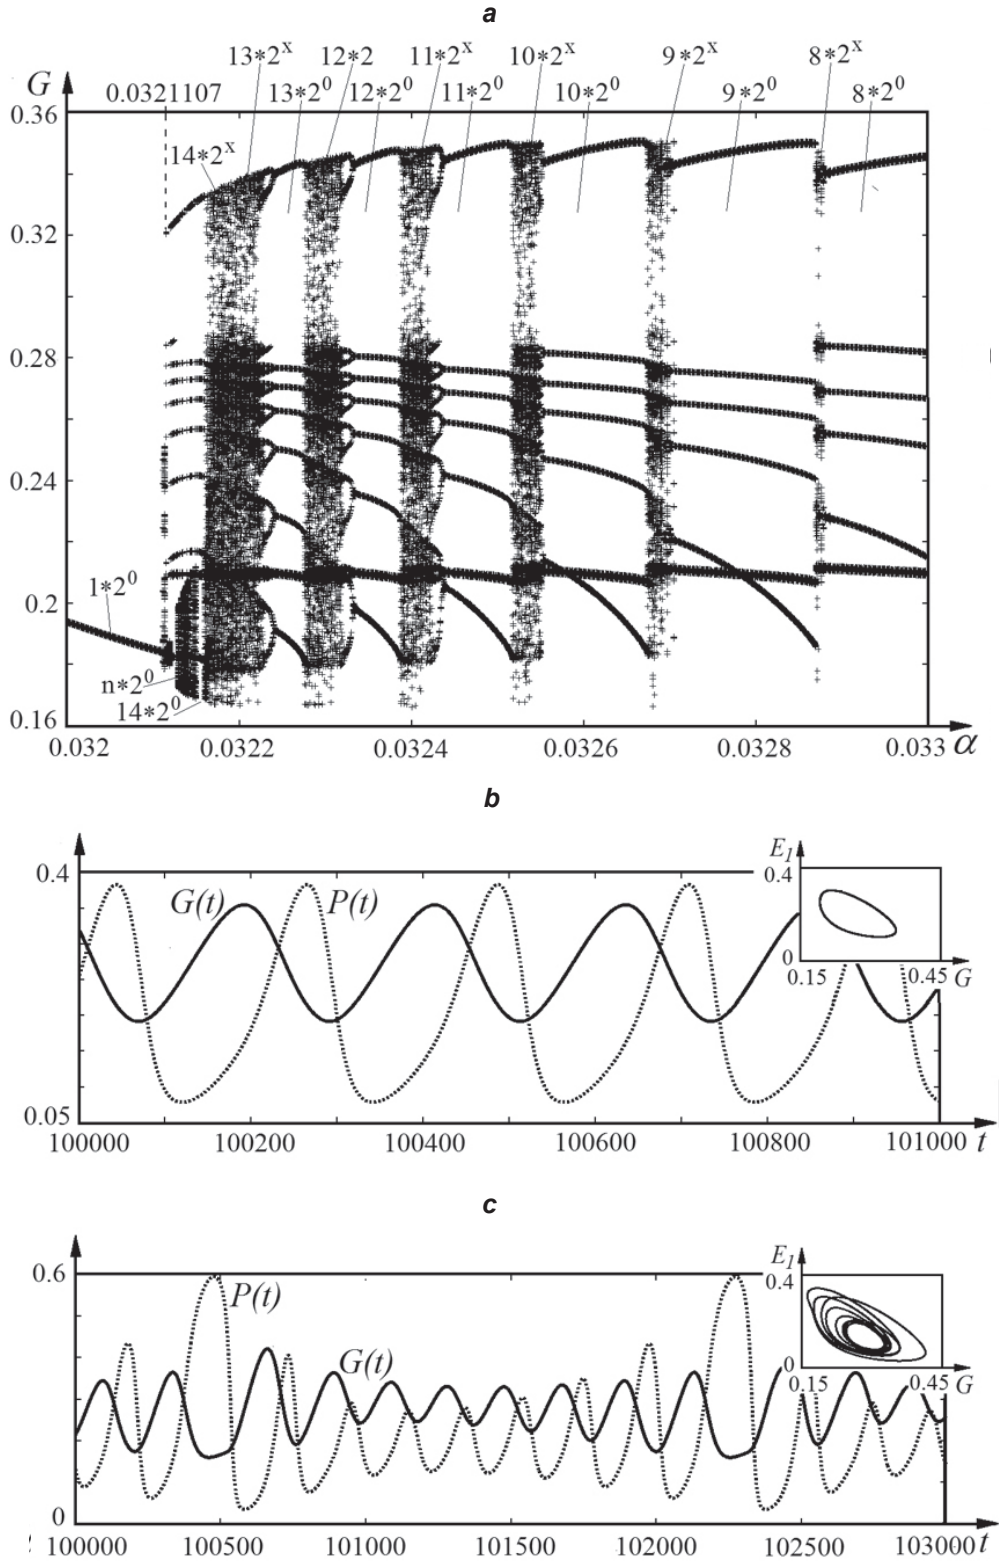 a
13*2^x 12*2 11*2^x 10*2^x 9*2^x 8*2^x
G 0.0321107 13*2^0 12*2^0 11*2^0 10*2^0 9*2^0 8*2^0
0.36
14*2^x
0.32
0.28
0.24
1*2^0
0.2
n*2^0
14*2^0
0.16
0.032 0.0322 0.0324 0.0326 0.0328 0.033 α
b
0.4 G(t) P(t) E_1 0.4
0 0.15 0.45 G
0.05
100000 100200 100400 100600 100800 101000 t
c
0.6 P(t) E_1 0.4
G(t) 0 0.15 0.45 G
0
100000 100500 101000 101500 102000 102500 103000 t